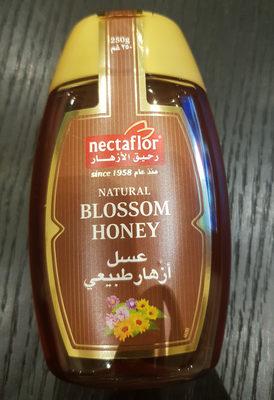 250g
٢٥٠ غم
nectaflor
رحيق الأزهار
since 1958 منذ عام
NATURAL
BLOSSOM
HONEY
عسل
أزهار طبيعي